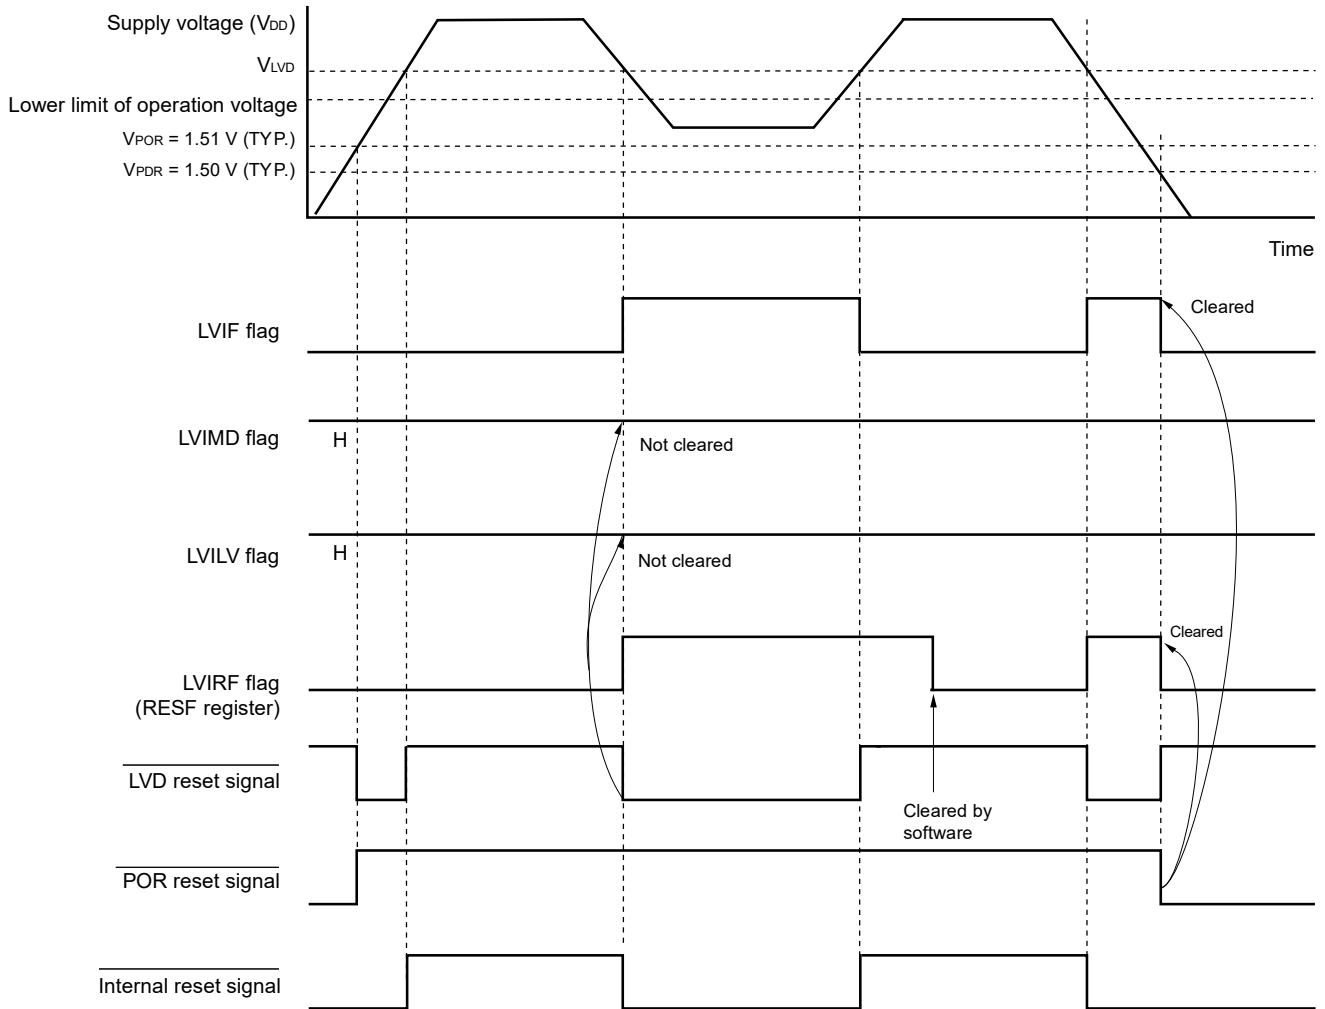 Supply voltage (VDD)
VLVD
Lower limit of operation voltage
VPOR = 1.51 V (TYP.)
VPDR = 1.50 V (TYP.)
Time
LVIF flag
Cleared
LVIMD flag
H
Not cleared
LVILV flag
H
Not cleared
LVIRF flag
(RESF register)
Cleared
LVD reset signal
Cleared by
software
POR reset signal
Internal reset signal